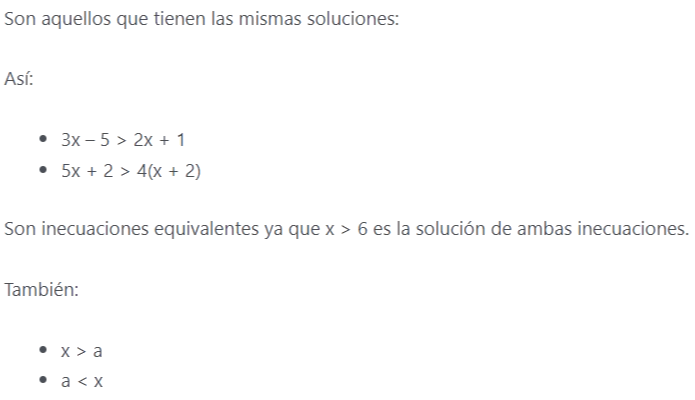 Son aquellos que tienen las mismas soluciones:
Así:
• 3x – 5 > 2x + 1
• 5x + 2 > 4(x + 2)
Son inecuaciones equivalentes ya que x > 6 es la solución de ambas inecuaciones.
También:
• x > a
• a < x